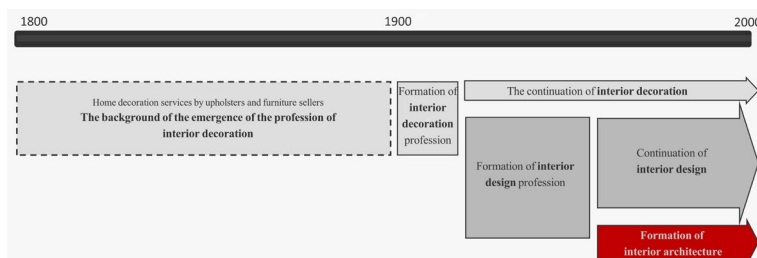 1800
1900
2000
Home decoration services by upholsters and furniture sellers
The background of the emergence of the profession of
interior decoration
Formation of
interior
decoration
profession
The continuation of interior decoration
Formation of interior
design profession
Continuation of
interior design
Formation of
interior architecture